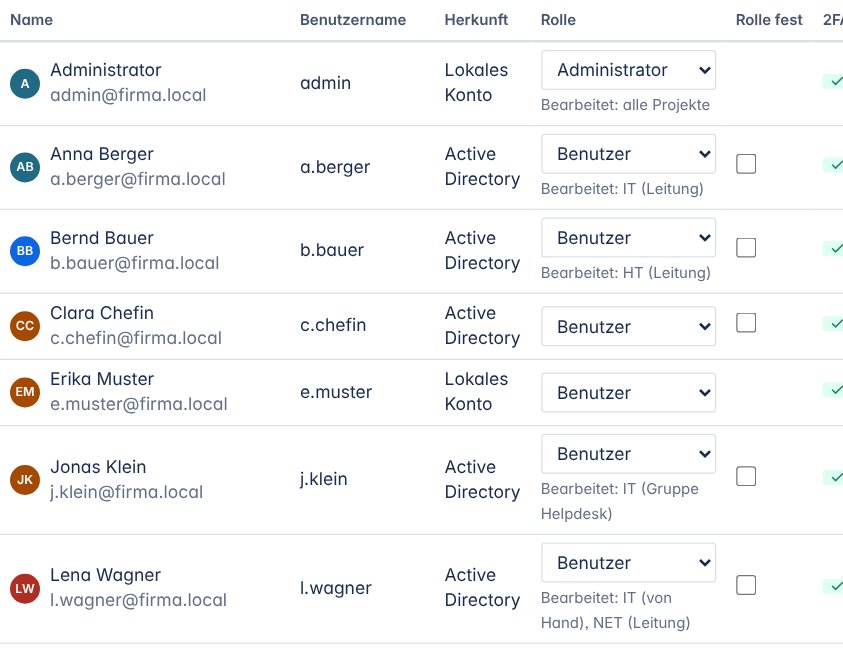 Name Benutzername Herkunft Rolle Rolle fest 2FA
A Administrator
admin@firma.local
admin
Lokales
Konto
Administrator
Bearbeitet: alle Projekte
AB Anna Berger
a.berger@firma.local
a.berger
Active
Directory
Benutzer
Bearbeitet: IT (Leitung)
BB Bernd Bauer
b.bauer@firma.local
b.bauer
Active
Directory
Benutzer
Bearbeitet: HT (Leitung)
CC Clara Chefin
c.chefin@firma.local
c.chefin
Active
Directory
Benutzer
EM Erika Muster
e.muster@firma.local
e.muster
Lokales
Konto
Benutzer
JK Jonas Klein
j.klein@firma.local
j.klein
Active
Directory
Benutzer
Bearbeitet: IT (Gruppe
Helpdesk)
LW Lena Wagner
l.wagner@firma.local
l.wagner
Active
Directory
Benutzer
Bearbeitet: IT (von
Hand), NET (Leitung)